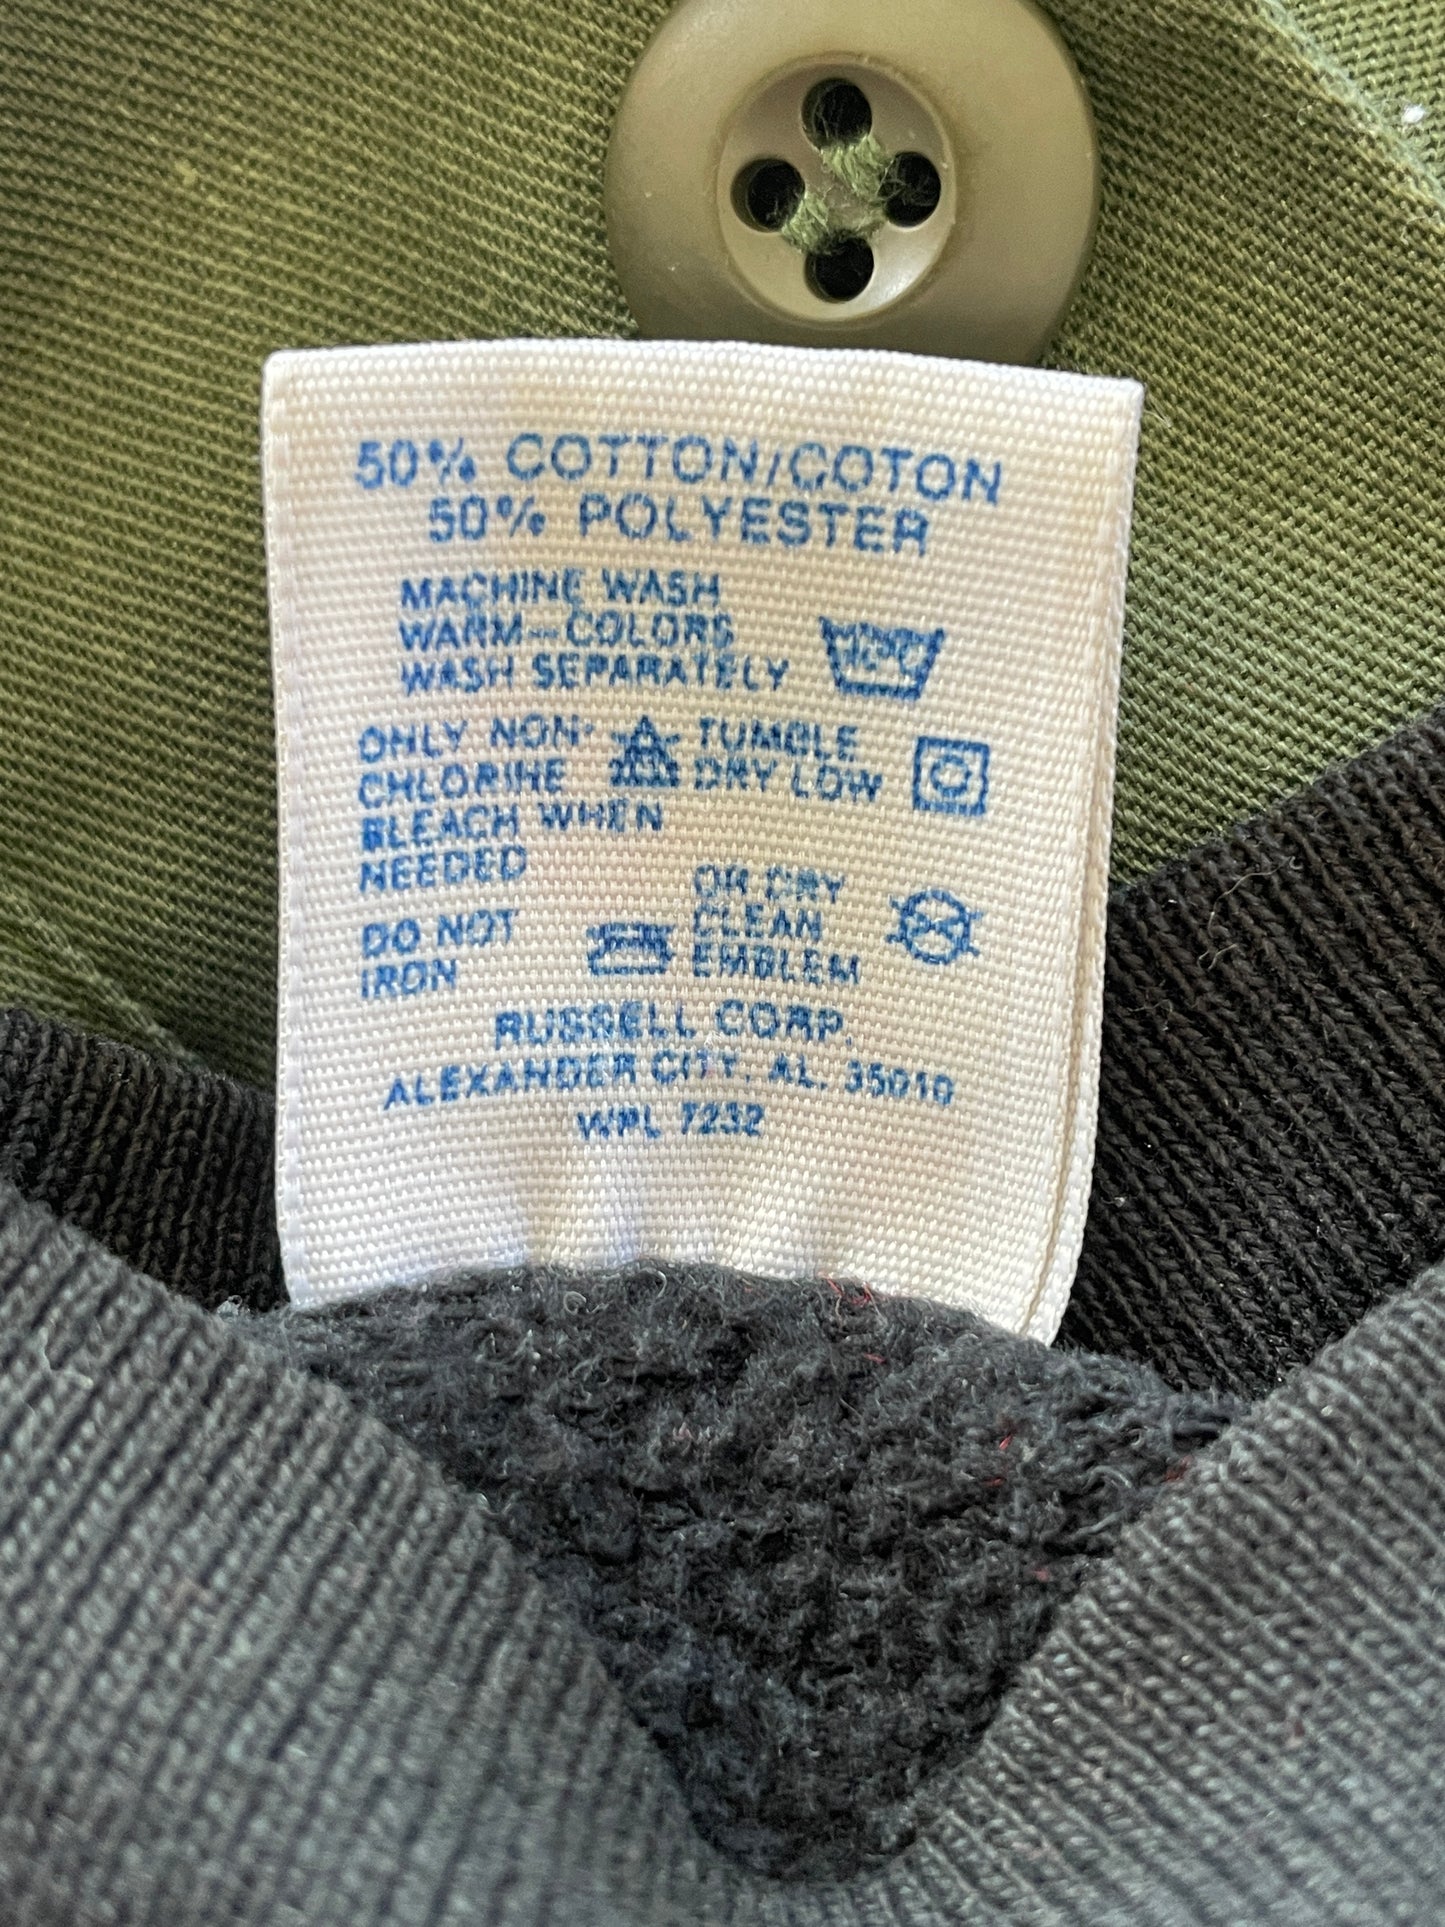 50% COTTON/COTON
50% POLYESTER
MACHINE WASH
WARM-COLORS
WASH SEPARATELY
ONLY NON-
CHLORINE
BLEACH WHEN
NEEDED
TUMBLE
DRY LOW
DO NOT
IRON
OR DRY
CLEAN
EMBLEM
RUSSELL CORP.
ALEXANDER CITY, AL. 35010
WPL 7232